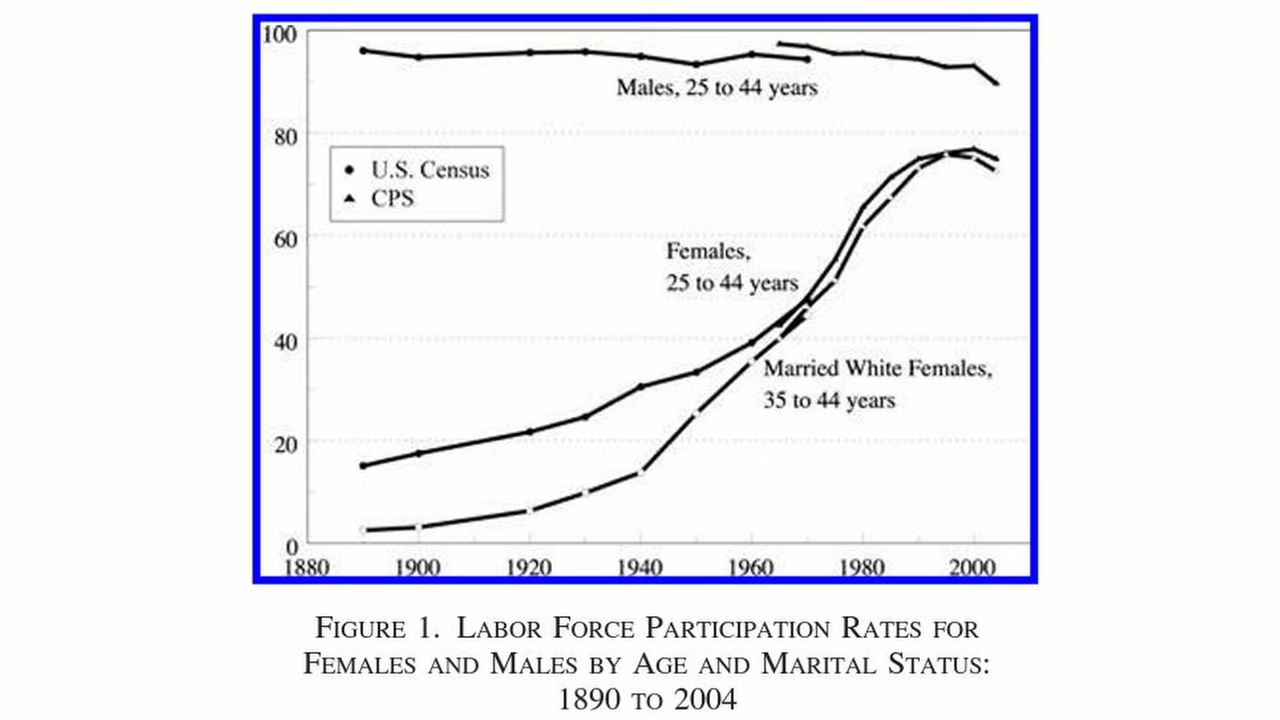 100
Males, 25 to 44 years
80
U.S. Census
CPS
60
Females,
25 to 44 years
40
Married White Females,
35 to 44 years
20
0
1880 1900 1920 1940 1960 1980 2000
FIGURE 1. LABOR FORCE PARTICIPATION RATES FOR
FEMALES AND MALES BY AGE AND MARITAL STATUS:
1890 TO 2004